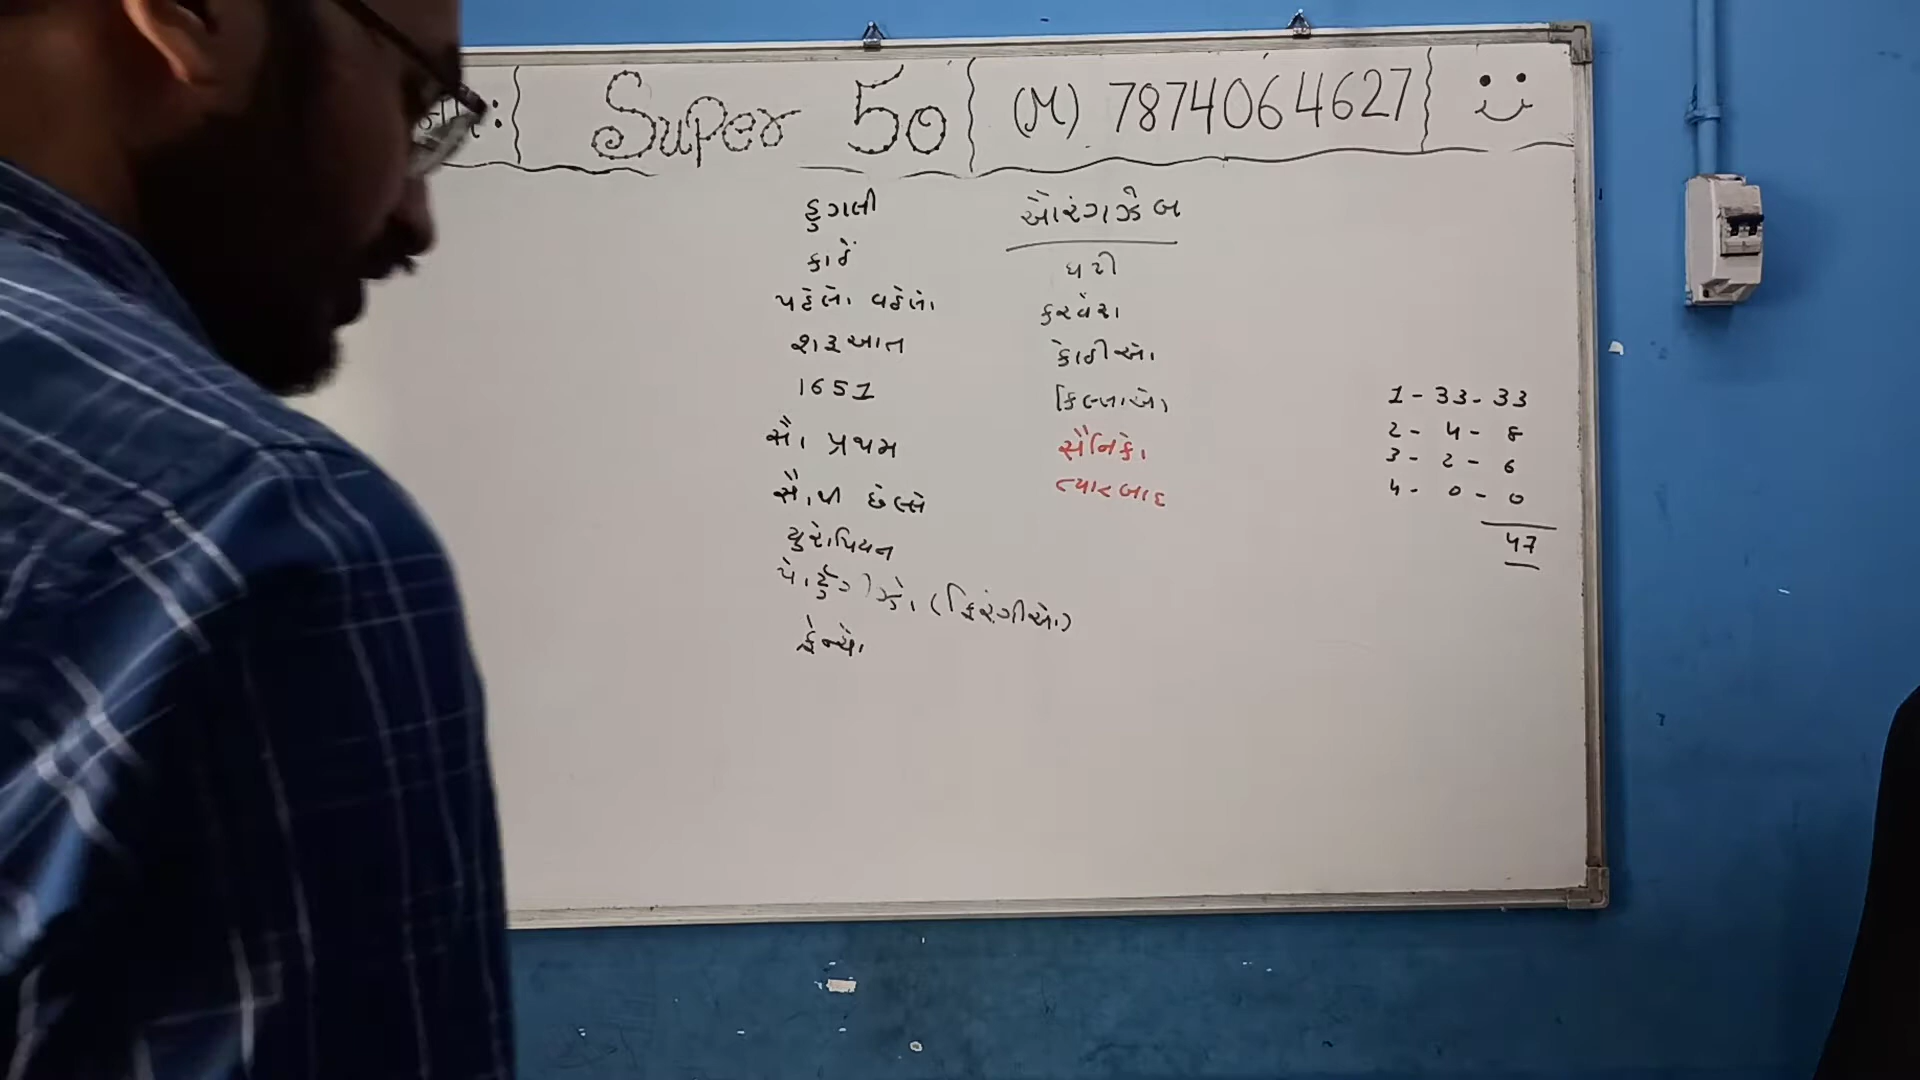 Super 50 (M) 7874064627
હુગલી
કાંઠે
પહેલો વહેલો
શરૂઆત
1651
સૌ પ્રથમ
સૌથી છેલ્લે
યુરોપિયન
પોર્ટુગીઝો (ફિરંગીઓ)
ફ્રેન્ચો
ઔરંગઝેબ
ઘટી
કરવેરા
કોઠીઓ
કિલ્લાઓ
સૈનિકો
ત્યારબાદ
1 - 33 - 33
2 - 4 - 8
3 - 2 - 6
4 - 0 - 0
47